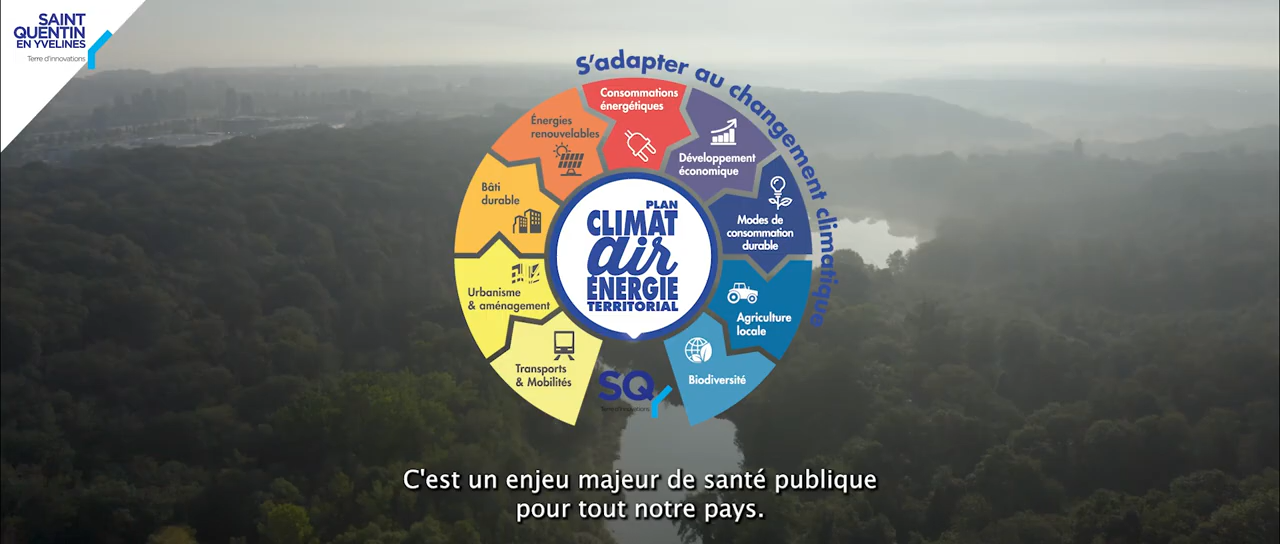 SAINT
QUENTIN
EN YVELINES
Terre d'innovations
S'adapter au changement climatique
Consommations
énergétiques
Énergies
renouvelables
Développement
économique
Bâti
durable
Modes de
consommation
durable
PLAN
CLIMAT
air
ENERGIE
TERRITORIAL
Urbanisme
& aménagement
Agriculture
locale
Transports
& Mobilités
Biodiversité
SQY
Terre d'innovations
C'est un enjeu majeur de santé publique
pour tout notre pays.